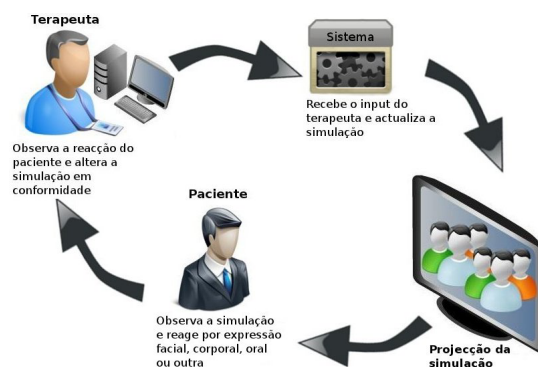 Terapeuta
Observa a reacção do
paciente e altera a
simulação em
conformidade
Sistema
Recebe o input do
terapeuta e actualiza a
simulação
Projecção da
simulação
Paciente
Observa a simulação
e reage por expressão
facial, corporal, oral
ou outra